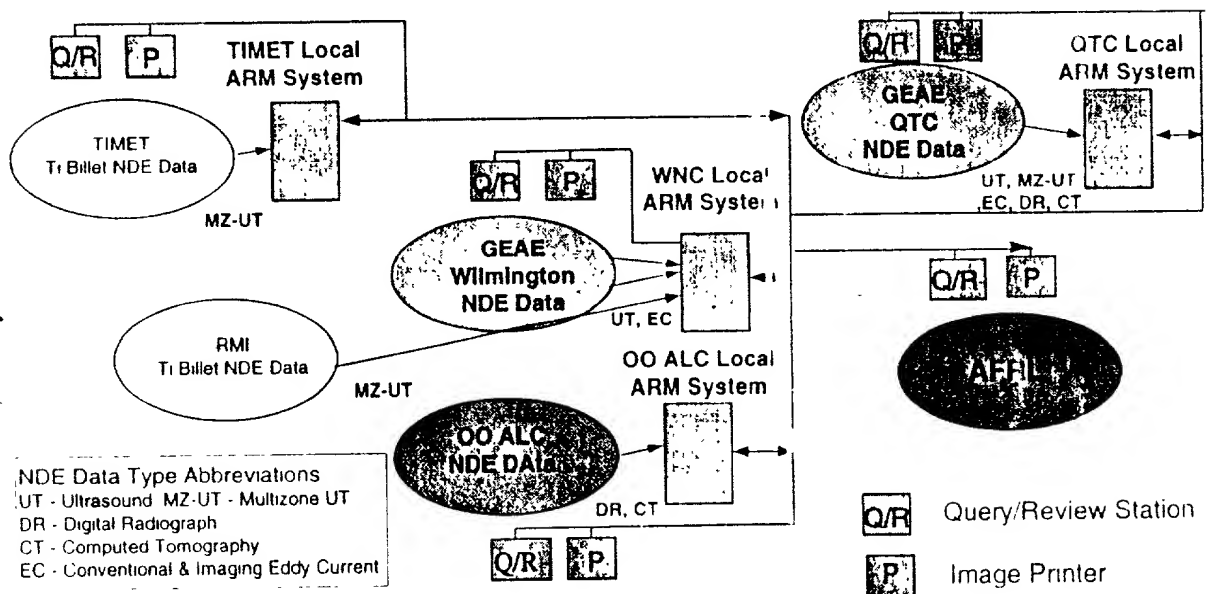 Q/R
P
TIMET Local
ARM System
TIMET
Ti Billet NDE Data
MZ-UT
Q/R
P
QTC Local
ARM System
GEAE
QTC
NDE Data
UT, MZ-UT
EC, DR, CT
Q/R
P
WNC Local
ARM System
GEAE
Wilmington
NDE Data
UT, EC
RMI
Ti Billet NDE Data
MZ-UT
Q/R
P
AFRL
OO ALC Local
ARM System
OO ALC
NDE DAta
DR, CT
Q/R
P
NDE Data Type Abbreviations
UT - Ultrasound MZ-UT - Multizone UT
DR - Digital Radiograph
CT - Computed Tomography
EC - Conventional & Imaging Eddy Current
Q/R Query/Review Station
P Image Printer